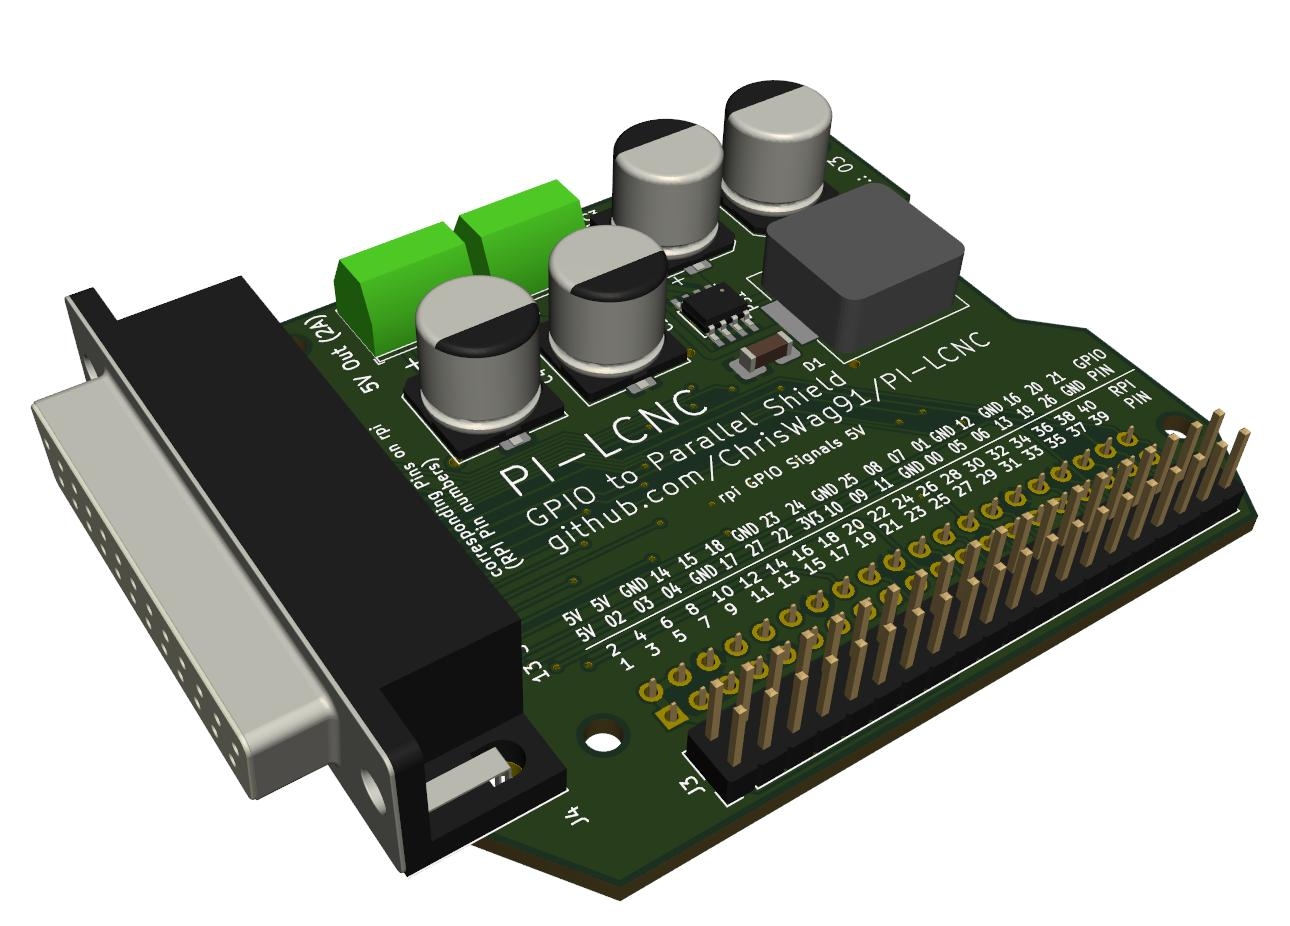 5V Out (2A)
+
+
03
D1
Corresponding Pins on rpi
(RPI Pin numbers)
PI-LCNC
GPIO to Parallel Shield
github.com/ChrisWag91/PI-LCNC
rpi GPIO Signals 5V
5V 5V GND 14 15 18 GND 23 24 GND 25 08 07 01 GND 12 GND 16 20 21 GPIO
5V 02 03 04 GND 17 27 22 3V3 10 09 11 GND 00 05 06 13 19 26 GND PIN
2 4 6 8 10 12 14 16 18 20 22 24 26 28 30 32 34 36 38 40 RPI
1 3 5 7 9 11 13 15 17 19 21 23 25 27 29 31 33 35 37 39 PIN
13
J3
J4